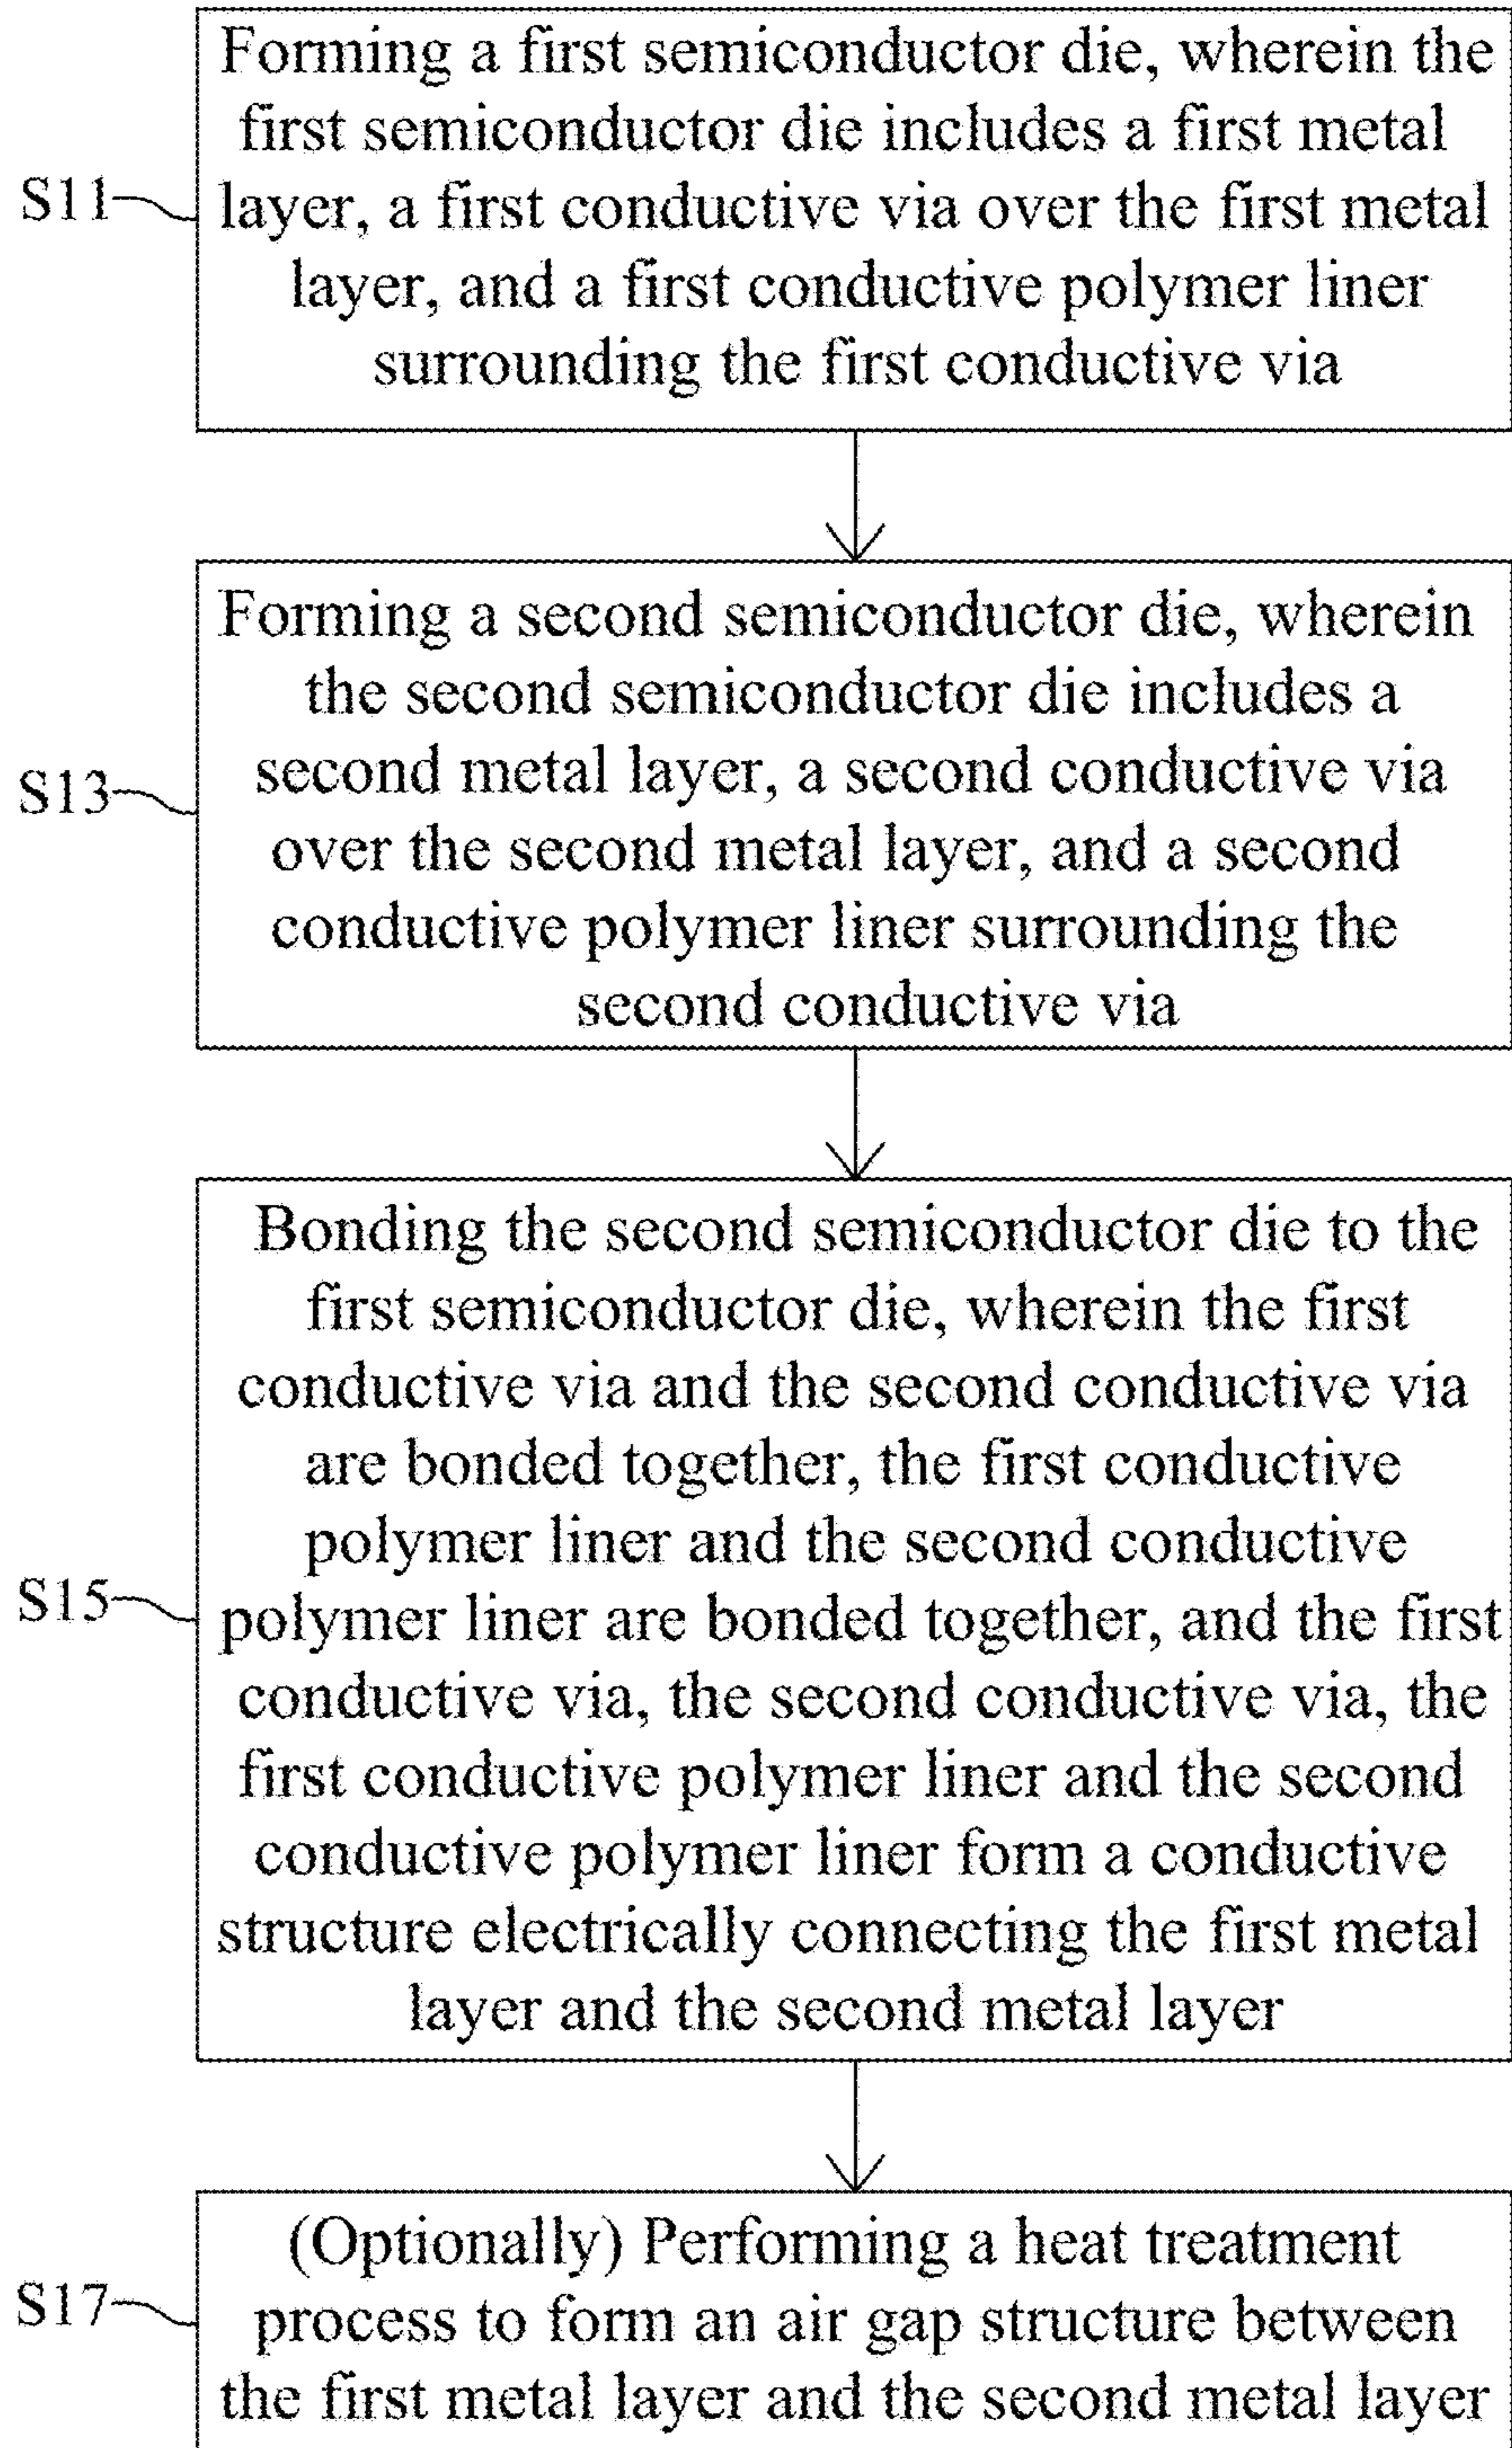 Forming a first semiconductor die, wherein the
first semiconductor die includes a first metal
S11
layer, a first conductive via over the first metal
layer, and a first conductive polymer liner
surrounding the first conductive via
Forming a second semiconductor die, wherein
the second semiconductor die includes a
S13
second metal layer, a second conductive via
over the second metal layer, and a second
conductive polymer liner surrounding the
second conductive via
Bonding the second semiconductor die to the
first semiconductor die, wherein the first
conductive via and the second conductive via
are bonded together, the first conductive
polymer liner and the second conductive
S15
polymer liner are bonded together, and the first
conductive via, the second conductive via, the
first conductive polymer liner and the second
conductive polymer liner form a conductive
structure electrically connecting the first metal
layer and the second metal layer
(Optionally) Performing a heat treatment
S17
process to form an air gap structure between
the first metal layer and the second metal layer